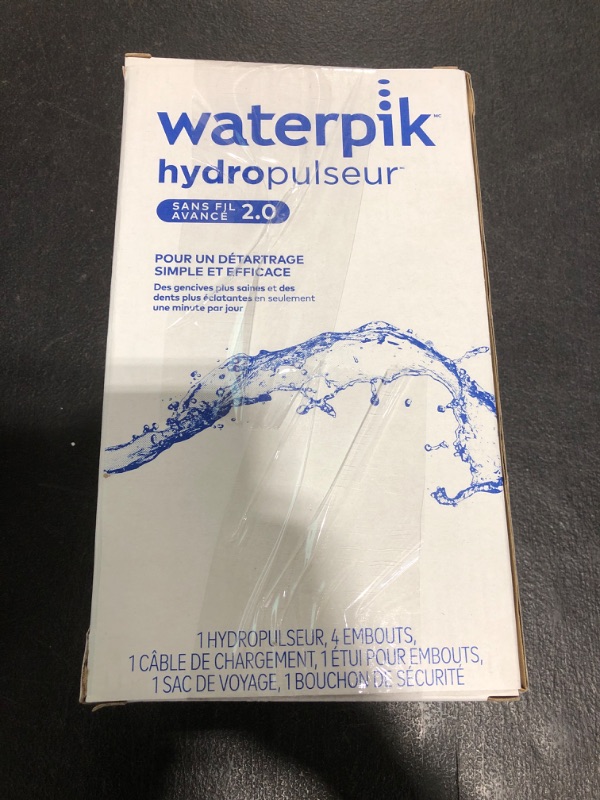 waterpik MC
hydropulseur™
SANS FIL
AVANCÉ 2.0
POUR UN DÉTARTRAGE
SIMPLE ET EFFICACE
Des gencives plus saines et des
dents plus éclatantes en seulement
une minute par jour
1 HYDROPULSEUR, 4 EMBOUTS,
1 CÂBLE DE CHARGEMENT, 1 ÉTUI POUR EMBOUTS,
1 SAC DE VOYAGE, 1 BOUCHON DE SÉCURITÉ